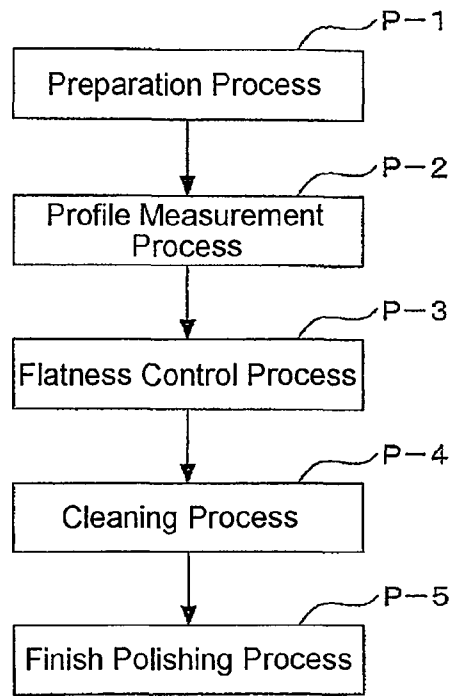 P-1
Preparation Process
P-2
Profile Measurement
Process
P-3
Flatness Control Process
P-4
Cleaning Process
P-5
Finish Polishing Process